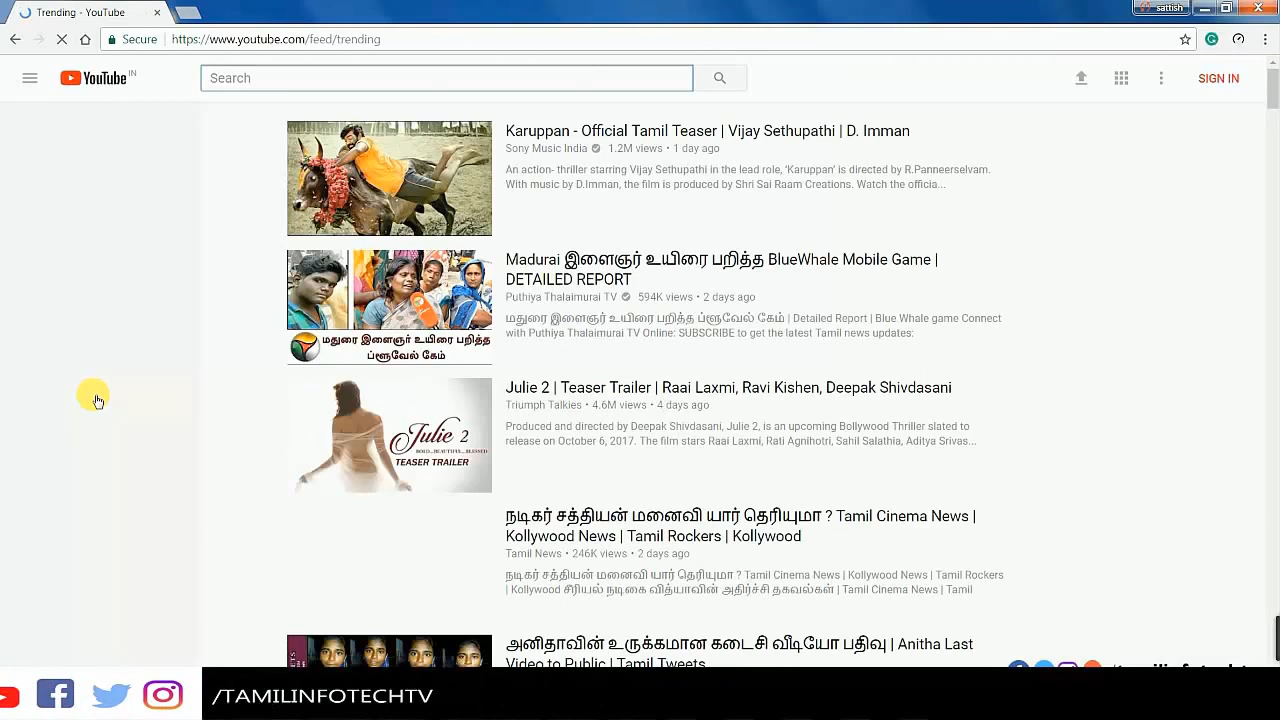 Trending - YouTube
sattish
Secure
https://www.youtube.com/feed/trending
YouTube IN
Search
SIGN IN
Karuppan - Official Tamil Teaser | Vijay Sethupathi | D. Imman
Sony Music India 1.2M views • 1 day ago
An action- thriller starring Vijay Sethupathi in the lead role, 'Karuppan' is directed by R.Panneerselvam.
With music by D.Imman, the film is produced by Shri Sai Raam Creations. Watch the officia...
Madurai இளைஞர் உயிரை பறித்த BlueWhale Mobile Game |
DETAILED REPORT
Puthiya Thalaimurai TV 594K views • 2 days ago
மதுரை இளைஞர் உயிரை பறித்த ப்ளூவேல் கேம் | Detailed Report | Blue Whale game Connect
with Puthiya Thalaimurai TV Online: SUBSCRIBE to get the latest Tamil news updates:
மதுரை இளைஞர் உயிரை பறித்த
ப்ளூவேல் கேம்
Julie 2 | Teaser Trailer | Raai Laxmi, Ravi Kishen, Deepak Shivdasani
Triumph Talkies • 4.6M views • 4 days ago
Produced and directed by Deepak Shivdasani, Julie 2, is an upcoming Bollywood Thriller slated to
release on October 6, 2017. The film stars Raai Laxmi, Rati Agnihotri, Sahil Salathia, Aditya Srivas...
Julie 2
BOLD...BEAUTIFUL...BLESSED
TEASER TRAILER
நடிகர் சத்தியன் மனைவி யார் தெரியுமா ? Tamil Cinema News |
Kollywood News | Tamil Rockers | Kollywood
Tamil News • 246K views • 2 days ago
நடிகர் சத்தியன் மனைவி யார் தெரியுமா ? Tamil Cinema News | Kollywood News | Tamil Rockers
| Kollywood சீரியல் நடிகை வித்யாவின் அதிர்ச்சி தகவல்கள் | Tamil Cinema News | Tamil
அனிதாவின் உருக்கமான கடைசி வீடியோ பதிவு | Anitha Last
Video to Public | Tamil Tweets
/TAMILINFOTECHTV